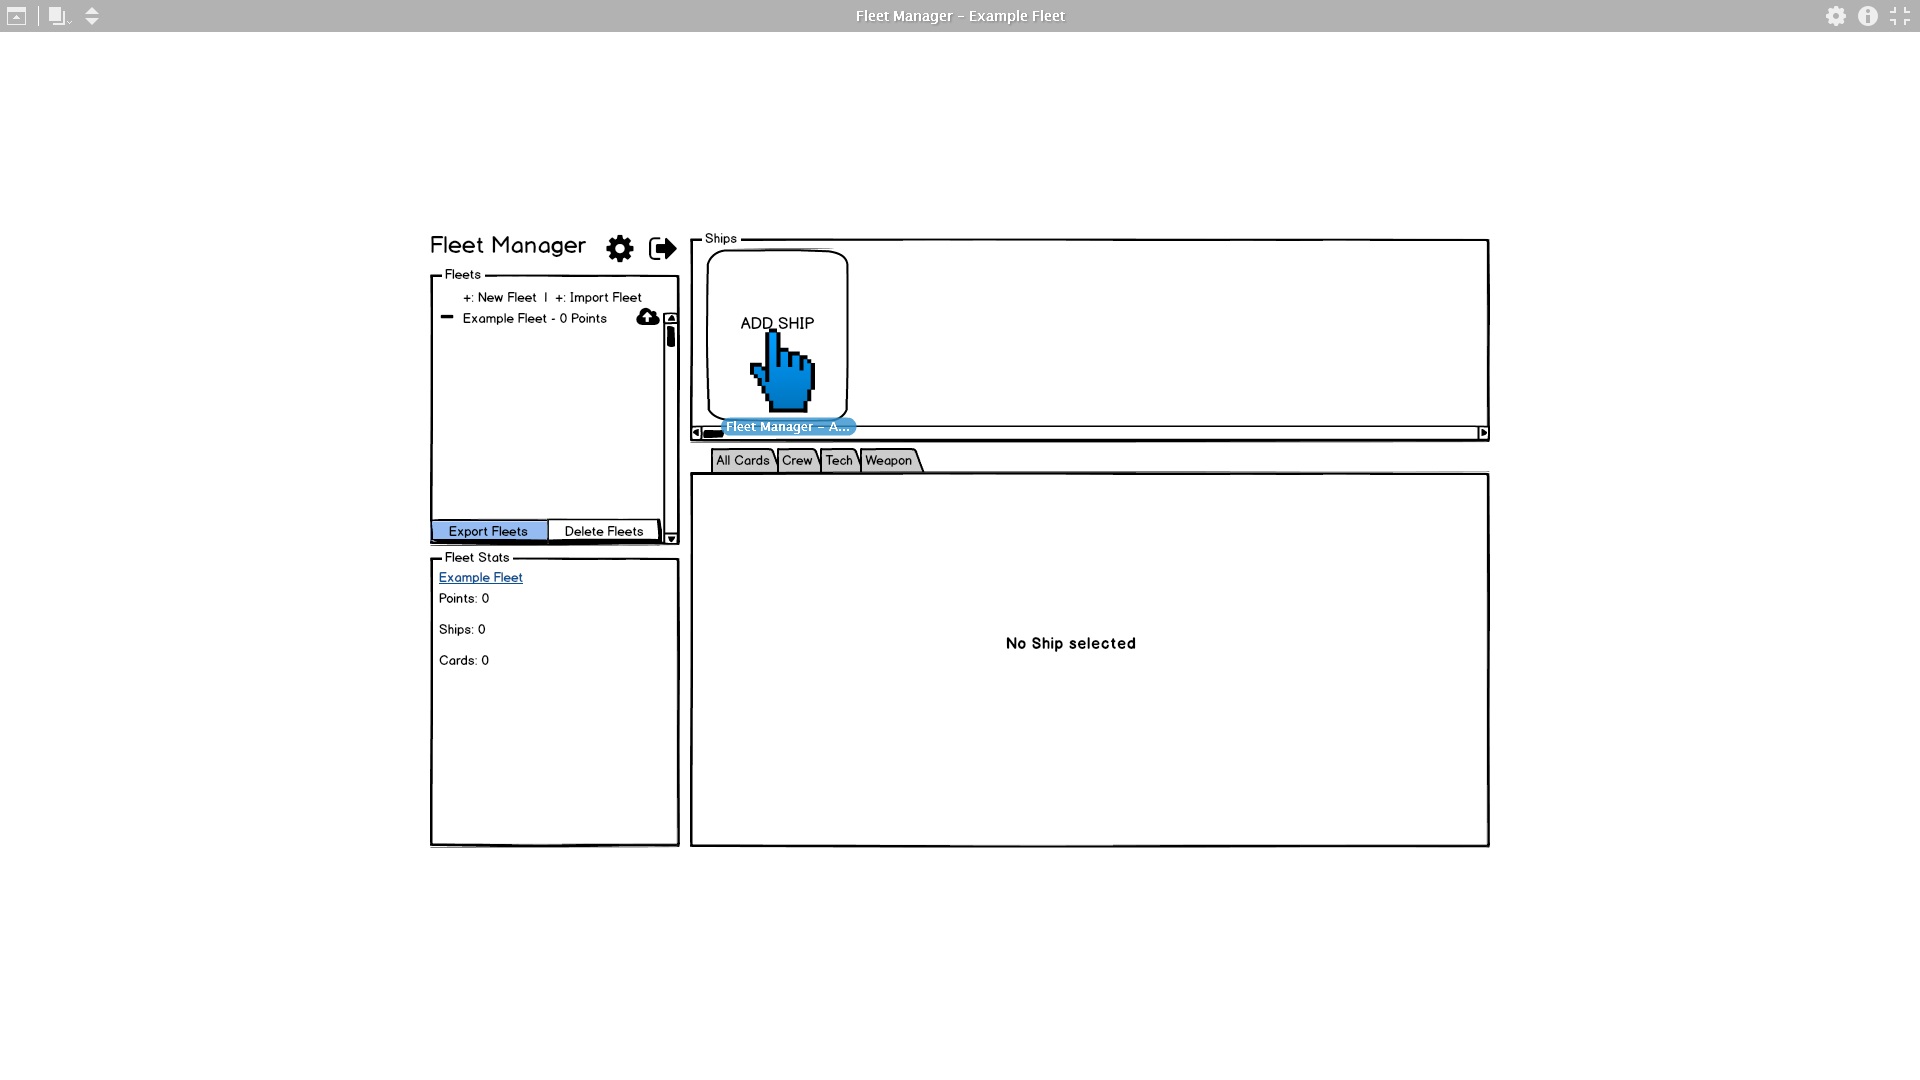 Fleet Manager - Example Fleet
Fleet Manager
Fleets
+: New Fleet | +: Import Fleet
Example Fleet - 0 Points
Export Fleets
Delete Fleets
Fleet Stats
Example Fleet
Points: 0
Ships: 0
Cards: 0
Ships
ADD SHIP
Fleet Manager - A...
All Cards
Crew
Tech
Weapon
No Ship selected